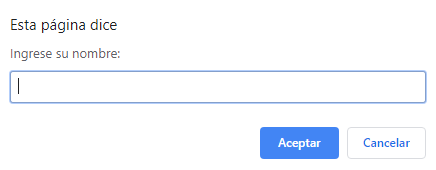 Esta página dice
Ingrese su nombre:
Aceptar Cancelar